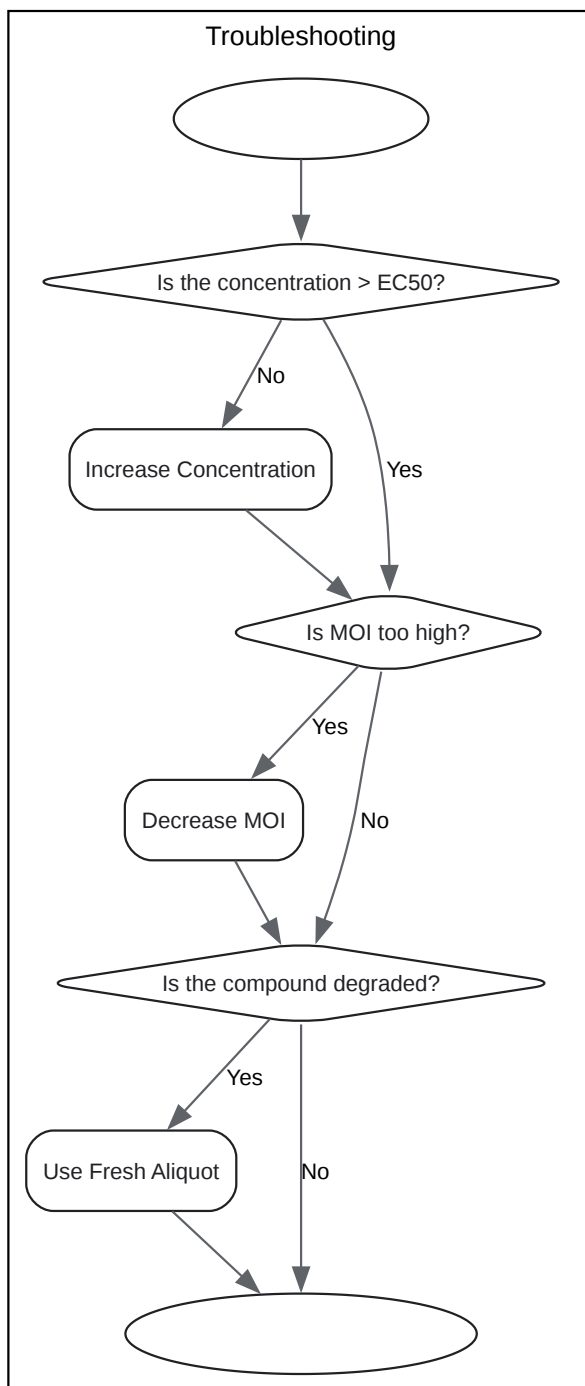 Troubleshooting
Is the concentration > EC50?
No
Increase Concentration
Yes
Is MOI too high?
Yes
Decrease MOI
No
Is the compound degraded?
Yes
Use Fresh Aliquot
No